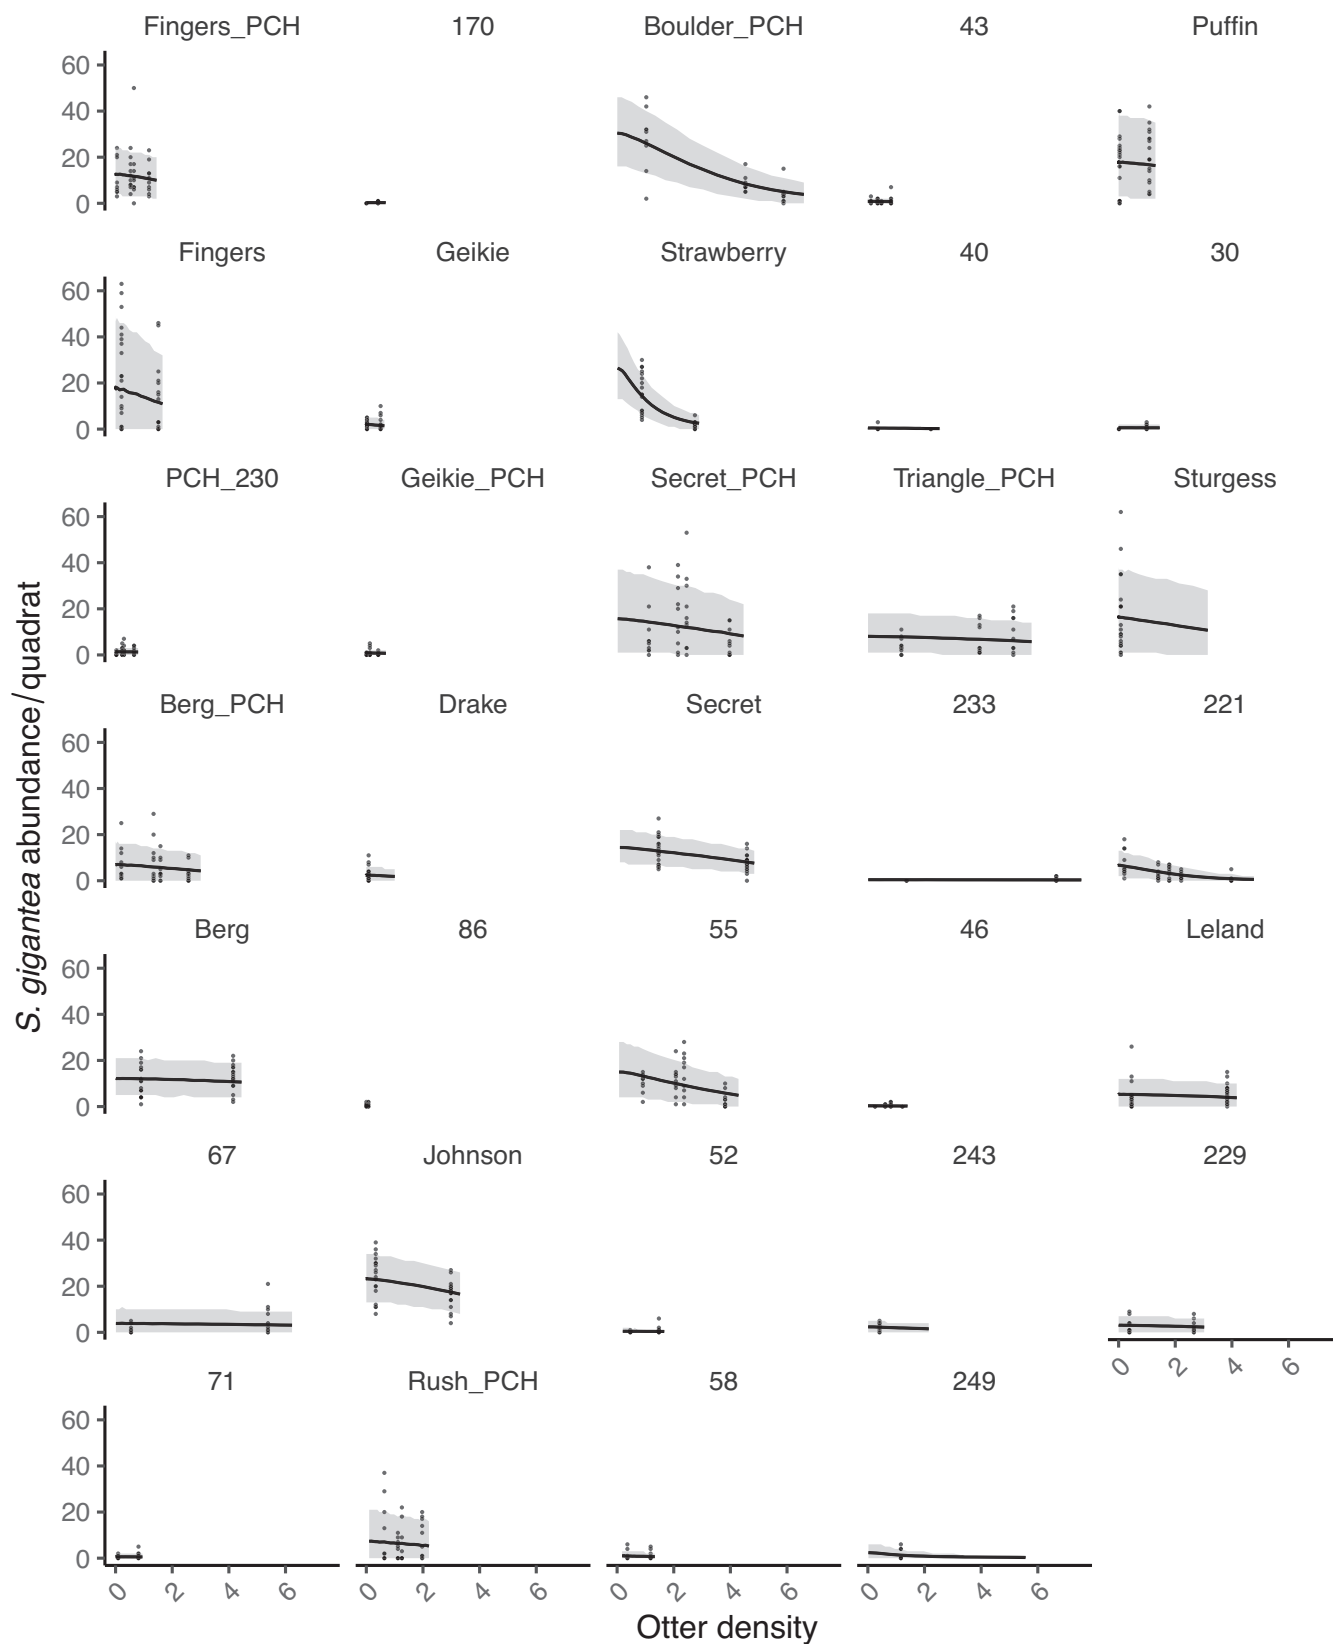 Fingers_PCH 170 Boulder_PCH 43 Puffin
60
40
20
0
Fingers Geikie Strawberry 40 30
60
40
20
0
PCH_230 Geikie_PCH Secret_PCH Triangle_PCH Sturgess
60
40
20
0
Berg_PCH Drake Secret 233 221
60
40
20
0
Berg 86 55 46 Leland
60
40
20
0
67 Johnson 52 243 229
60
40
20
0
0 2 4 6
71 Rush_PCH 58 249
60
40
20
0
0 2 4 6 0 2 4 6 0 2 4 6 0 2 4 6
S. gigantea abundance/quadrat
Otter density